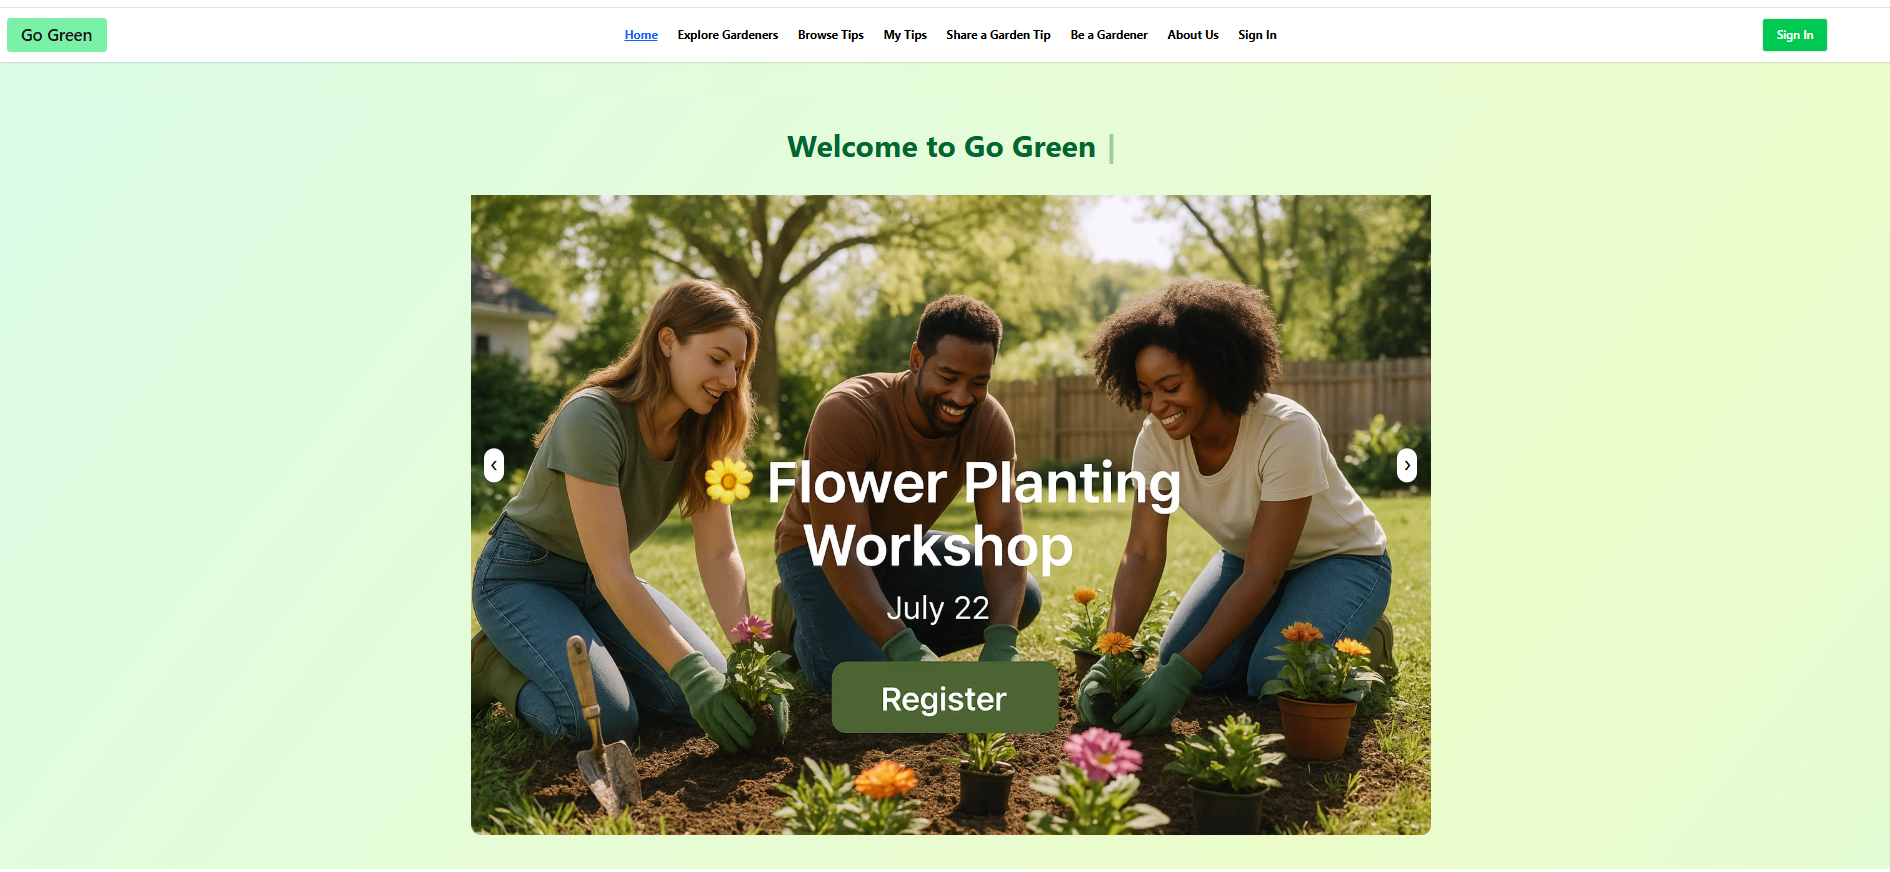 Go Green
Home Explore Gardeners Browse Tips My Tips Share a Garden Tip Be a Gardener About Us Sign In
Sign In
Welcome to Go Green |
‹
›
🌼 Flower Planting
Workshop
July 22
Register